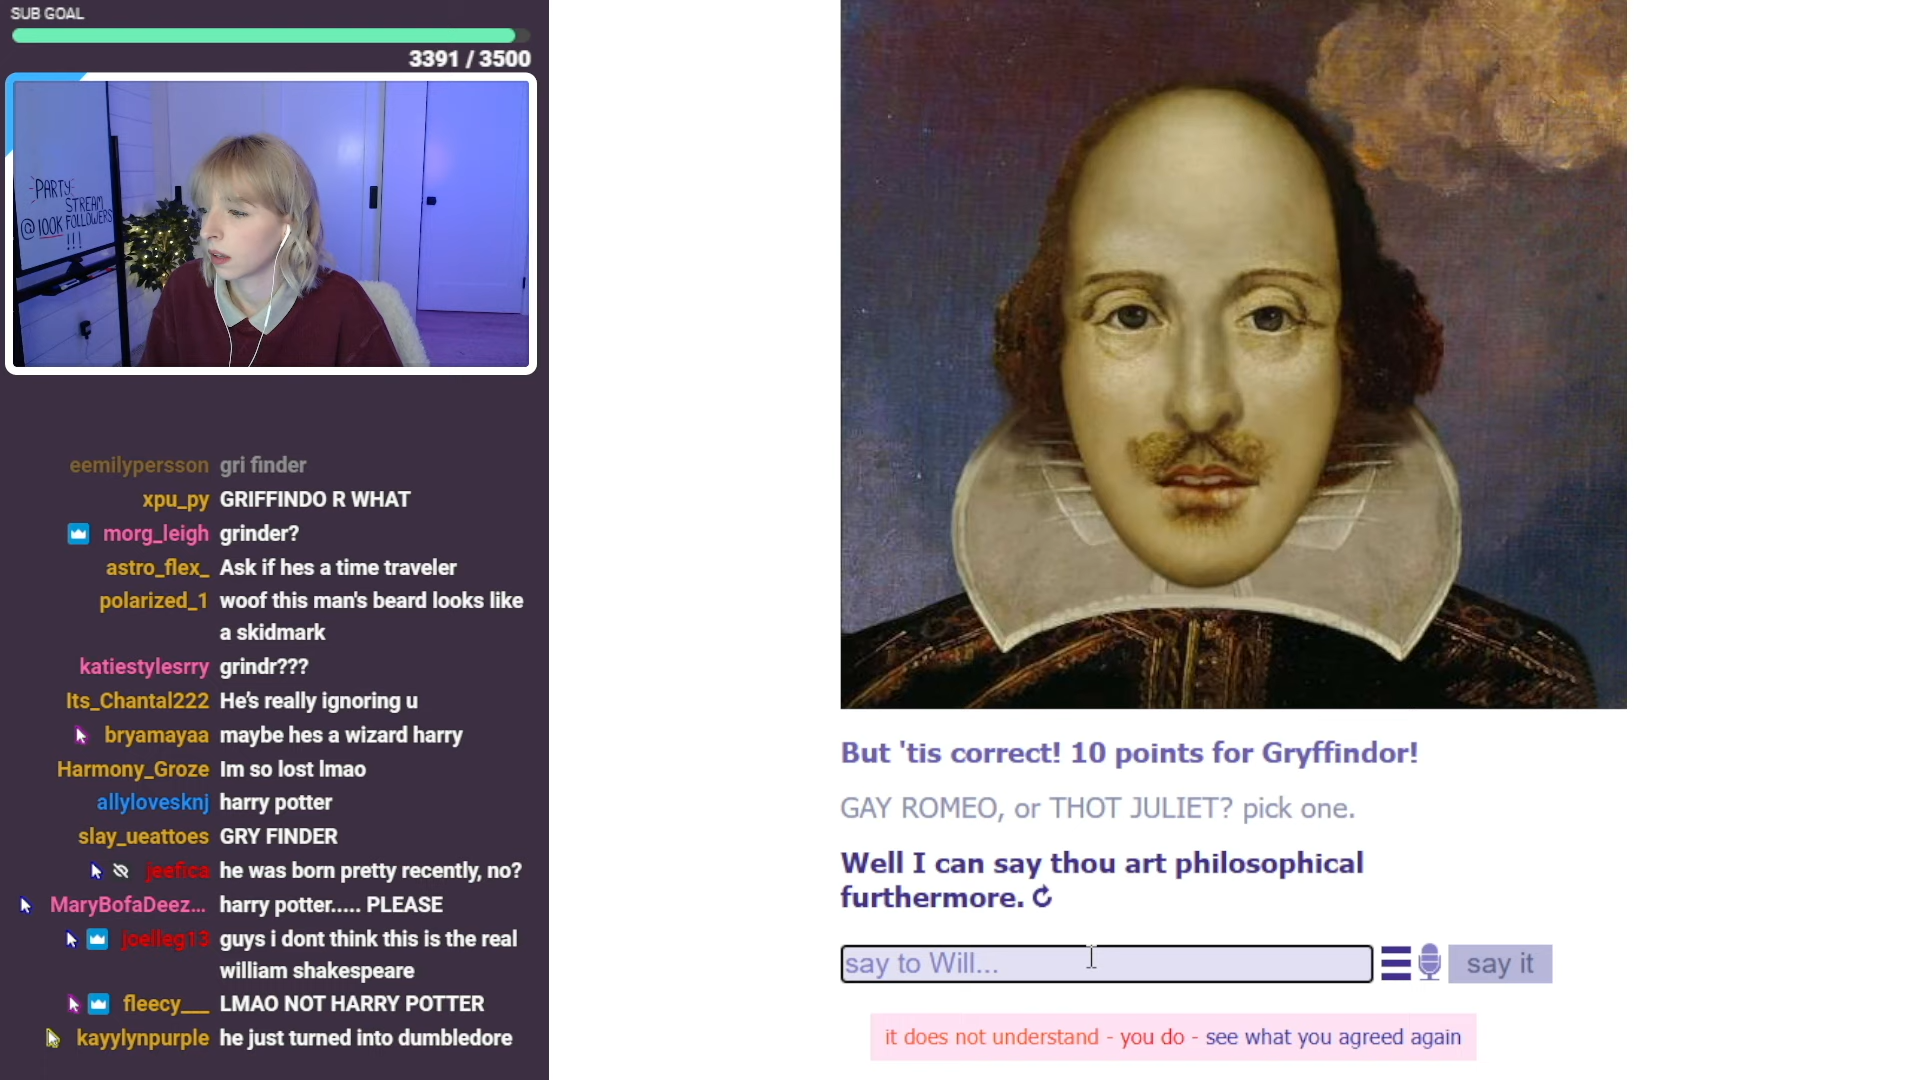 SUB GOAL
3391 / 3500
PARTY
STREAM
@100K FOLLOWERS
!!!
eemilypersson gri finder
xpu_py GRIFFINDO R WHAT
morg_leigh grinder?
astro_flex_ Ask if hes a time traveler
polarized_1 woof this man's beard looks like
a skidmark
katiestylesrry grindr???
Its_Chantal222 He's really ignoring u
bryamayaa maybe hes a wizard harry
Harmony_Groze Im so lost lmao
allylovesknj harry potter
slay_ueattoes GRY FINDER
jeefica he was born pretty recently, no?
MaryBofaDeez... harry potter..... PLEASE
joelleg13 guys i dont think this is the real
william shakespeare
fleecy___ LMAO NOT HARRY POTTER
kayylynpurple he just turned into dumbledore
But 'tis correct! 10 points for Gryffindor!
GAY ROMEO, or THOT JULIET? pick one.
Well I can say thou art philosophical
furthermore.
say to Will...
say it
it does not understand - you do - see what you agreed again